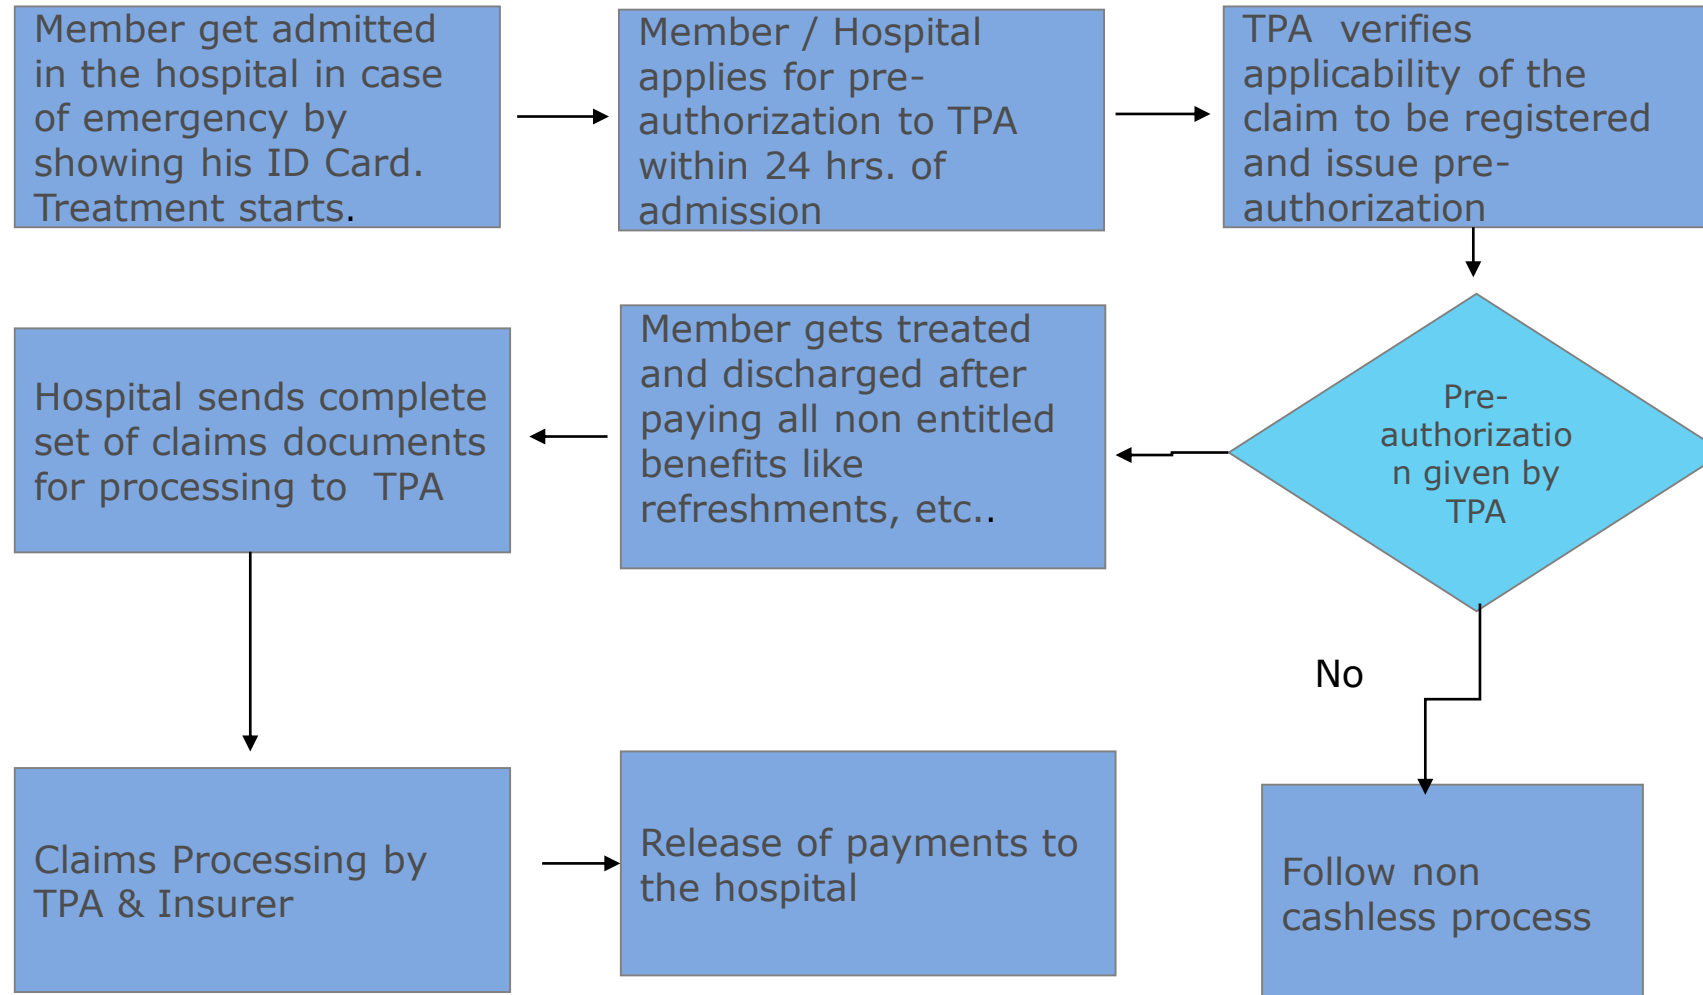 Member get admitted
in the hospital in case
of emergency by
showing his ID Card.
Treatment starts.
Member / Hospital
applies for pre-
authorization to TPA
within 24 hrs. of
admission
TPA  verifies
applicability of the
claim to be registered
and issue pre-
authorization
Pre-
authorizatio
n given by
TPA
Member gets treated
and discharged after
paying all non entitled
benefits like
refreshments, etc..
Hospital sends complete
set of claims documents
for processing to  TPA
No
Claims Processing by
TPA & Insurer
Release of payments to
the hospital
Follow non
cashless process